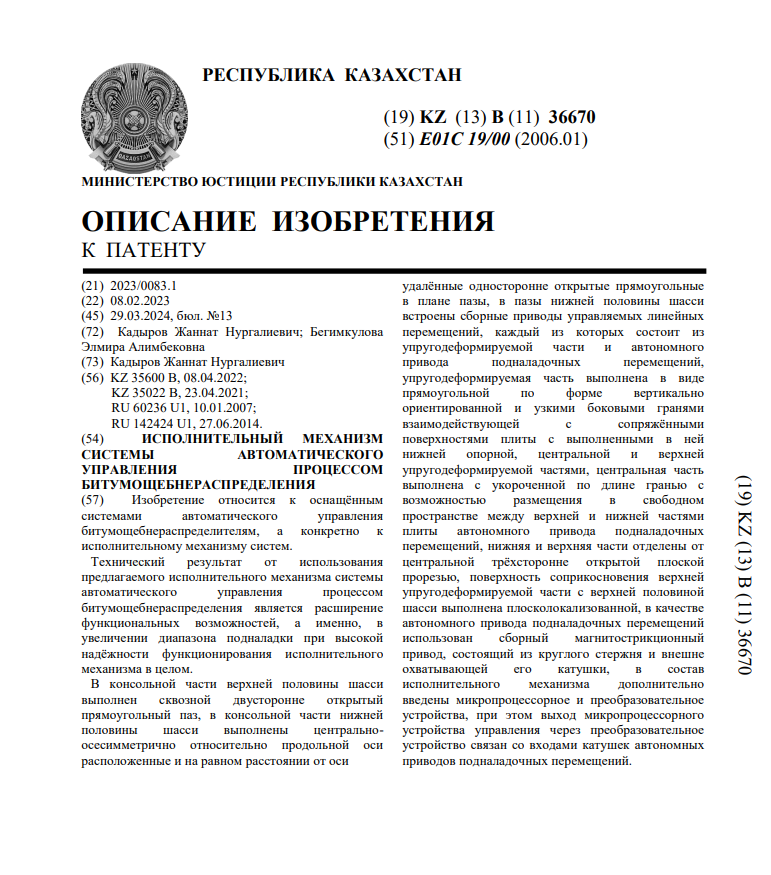 РЕСПУБЛИКА КАЗАХСТАН
(19) KZ (13) B (11) 36670
(51) E01C 19/00 (2006.01)
QAZAQSTAN
МИНИСТЕРСТВО ЮСТИЦИИ РЕСПУБЛИКИ КАЗАХСТАН
ОПИСАНИЕ ИЗОБРЕТЕНИЯ
К ПАТЕНТУ
(21) 2023/0083.1
(22) 08.02.2023
(45) 29.03.2024, бюл. №13
(72) Кадыров Жаннат Нургалиевич; Бегимкулова
Элмира Алимбековна
(73) Кадыров Жаннат Нургалиевич
(56) KZ 35600 B, 08.04.2022;
KZ 35022 B, 23.04.2021;
RU 60236 U1, 10.01.2007;
RU 142424 U1, 27.06.2014.
(54) ИСПОЛНИТЕЛЬНЫЙ МЕХАНИЗМ
СИСТЕМЫ АВТОМАТИЧЕСКОГО
УПРАВЛЕНИЯ ПРОЦЕССОМ
БИТУМОЩЕБНЕРАСПРЕДЕЛЕНИЯ
(57) Изобретение относится к оснащённым
системами автоматического управления
битумощебнераспределителям, а конкретно к
исполнительному механизму систем.
Технический результат от использования
предлагаемого исполнительного механизма системы
автоматического управления процессом
битумощебнераспределения является расширение
функциональных возможностей, а именно, в
увеличении диапазона подналадки при высокой
надёжности функционирования исполнительного
механизма в целом.
В консольной части верхней половины шасси
выполнен сквозной двусторонне открытый
прямоугольный паз, в консольной части нижней
половины шасси выполнены центрально-
осесимметрично относительно продольной оси
расположенные и на равном расстоянии от оси
удалённые односторонне открытые прямоугольные
в плане пазы, в пазы нижней половины шасси
встроены сборные приводы управляемых линейных
перемещений, каждый из которых состоит из
упругодеформируемой части и автономного
привода подналадочных перемещений,
упругодеформируемая часть выполнена в виде
прямоугольной по форме вертикально
ориентированной и узкими боковыми гранями
взаимодействующей с сопряжёнными
поверхностями плиты с выполненными в ней
нижней опорной, центральной и верхней
упругодеформируемой частями, центральная часть
выполнена с укороченной по длине гранью с
возможностью размещения в свободном
пространстве между верхней и нижней частями
плиты автономного привода подналадочных
перемещений, нижняя и верхняя части отделены от
центральной трёхсторонне открытой плоской
прорезью, поверхность соприкосновения верхней
упругодеформируемой части с верхней половиной
шасси выполнена плосколокализованной, в качестве
автономного привода подналадочных перемещений
использован сборный магнитострикционный
привод, состоящий из круглого стержня и внешне
охватывающей его катушки, в состав
исполнительного механизма дополнительно
введены микропроцессорное и преобразовательное
устройства, при этом выход микропроцессорного
устройства управления через преобразовательное
устройство связан со входами катушек автономных
приводов подналадочных перемещений.
(19) KZ (13) B (11) 36670